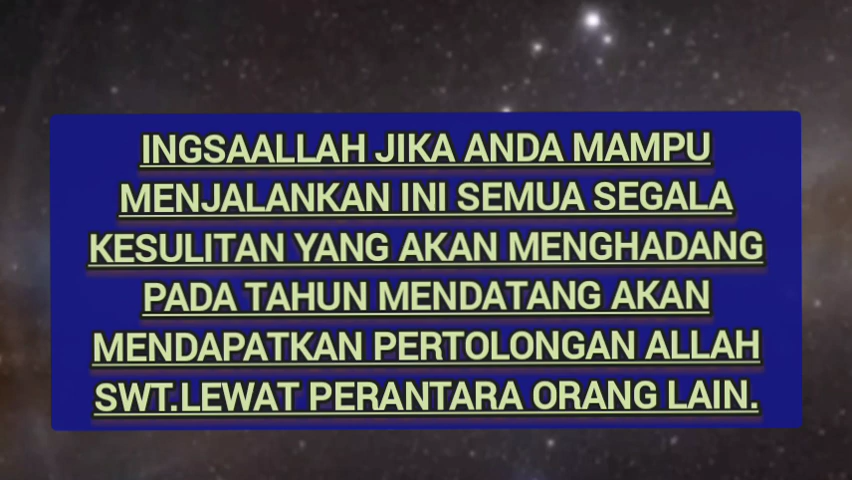 INGSAALLAH JIKA ANDA MAMPU
MENJALANKAN INI SEMUA SEGALA
KESULITAN YANG AKAN MENGHADANG
PADA TAHUN MENDATANG AKAN
MENDAPATKAN PERTOLONGAN ALLAH
SWT.LEWAT PERANTARA ORANG LAIN.